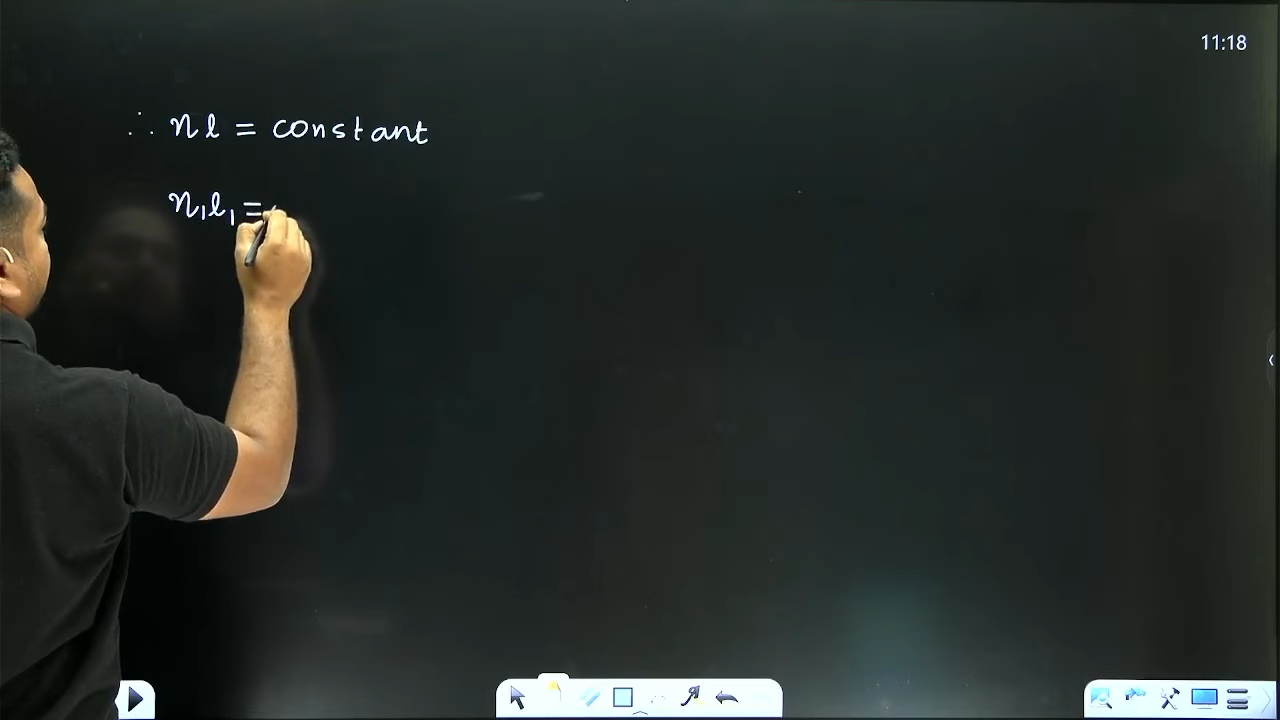 11:18
∴ nl = constant
n₁l₁ =